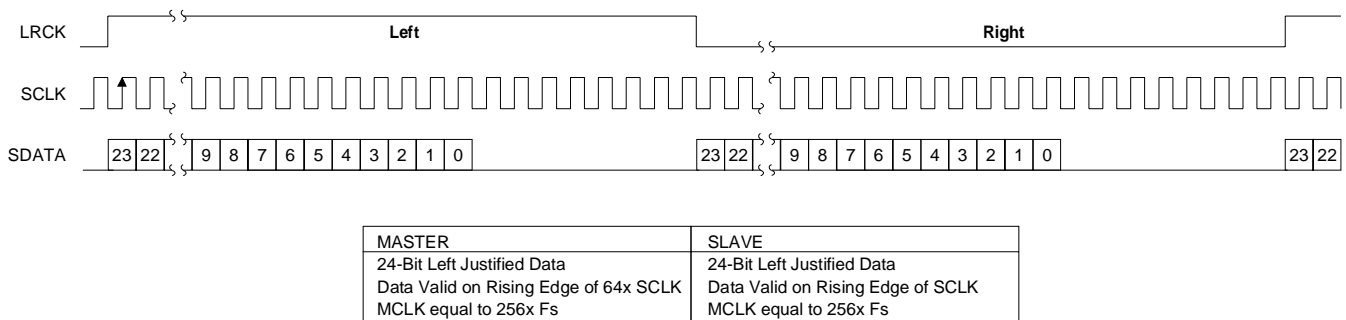 LRCK Left Right
SCLK
SDATA 23 22 9 8 7 6 5 4 3 2 1 0 23 22 9 8 7 6 5 4 3 2 1 0 23 22
MASTER SLAVE
24-Bit Left Justified Data 24-Bit Left Justified Data
Data Valid on Rising Edge of 64x SCLK Data Valid on Rising Edge of SCLK
MCLK equal to 256x Fs MCLK equal to 256x Fs